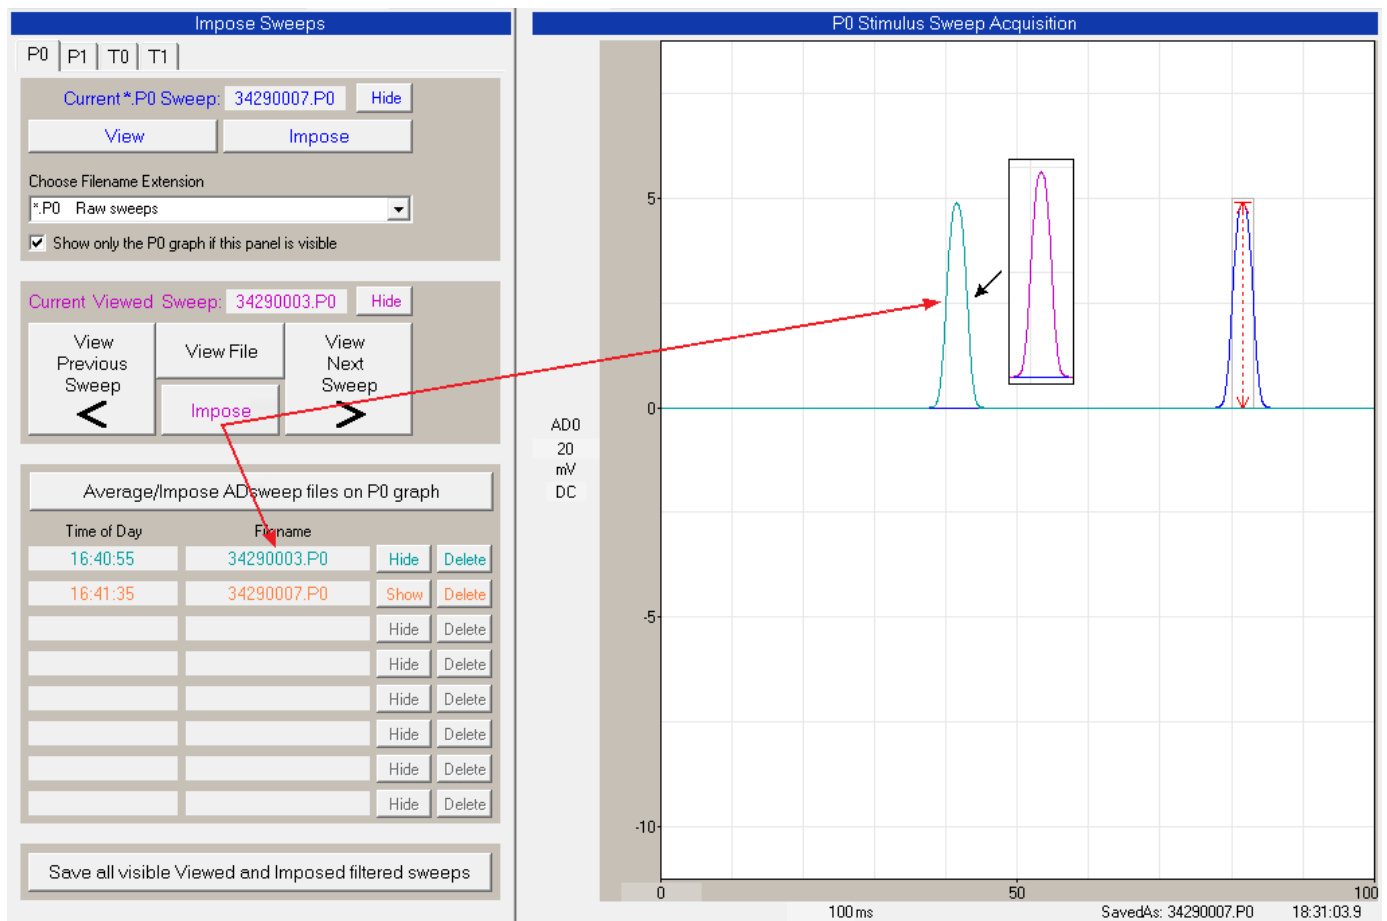 Impose Sweeps
P0 P1 T0 T1
Current *.P0 Sweep: 34290007.P0 Hide
View Impose
Choose Filename Extension
*.P0 Raw sweeps
Show only the P0 graph if this panel is visible
Current Viewed Sweep: 34290003.P0 Hide
View Previous Sweep <
View File
Impose
View Next Sweep >
Average/Impose ADsweep files on P0 graph
Time of Day Filename
16:40:55 34290003.P0 Hide Delete
16:41:35 34290007.P0 Show Delete
Hide Delete
Hide Delete
Hide Delete
Hide Delete
Hide Delete
Hide Delete
Save all visible Viewed and Imposed filtered sweeps
P0 Stimulus Sweep Acquisition
5
0
-5
-10
AD0
20
mV
DC
0 50 100
100 ms SavedAs: 34290007.P0 18:31:03.9